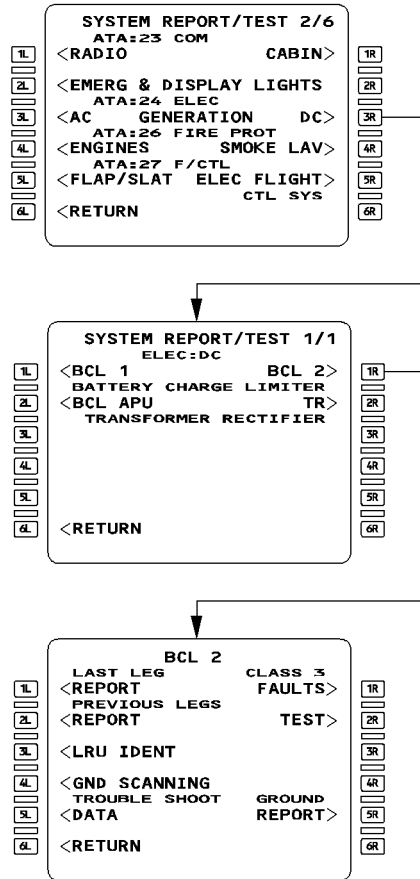 SYSTEM REPORT/TEST 2/6
ATA:23 COM
1L <RADIO CABIN> 1R
2L <EMERG & DISPLAY LIGHTS 2R
ATA:24 ELEC
3L <AC GENERATION DC> 3R
ATA:26 FIRE PROT
4L <ENGINES SMOKE LAV> 4R
ATA:27 F/CTL
5L <FLAP/SLAT ELEC FLIGHT> 5R
CTL SYS
6L <RETURN 6R
SYSTEM REPORT/TEST 1/1
ELEC:DC
1L <BCL 1 BCL 2> 1R
BATTERY CHARGE LIMITER
2L <BCL APU TR> 2R
TRANSFORMER RECTIFIER
3L 3R
4L 4R
5L 5R
6L <RETURN 6R
BCL 2
LAST LEG CLASS 3
1L <REPORT FAULTS> 1R
PREVIOUS LEGS
2L <REPORT TEST> 2R
3L <LRU IDENT 3R
4L <GND SCANNING 4R
TROUBLE SHOOT GROUND
5L <DATA REPORT> 5R
6L <RETURN 6R